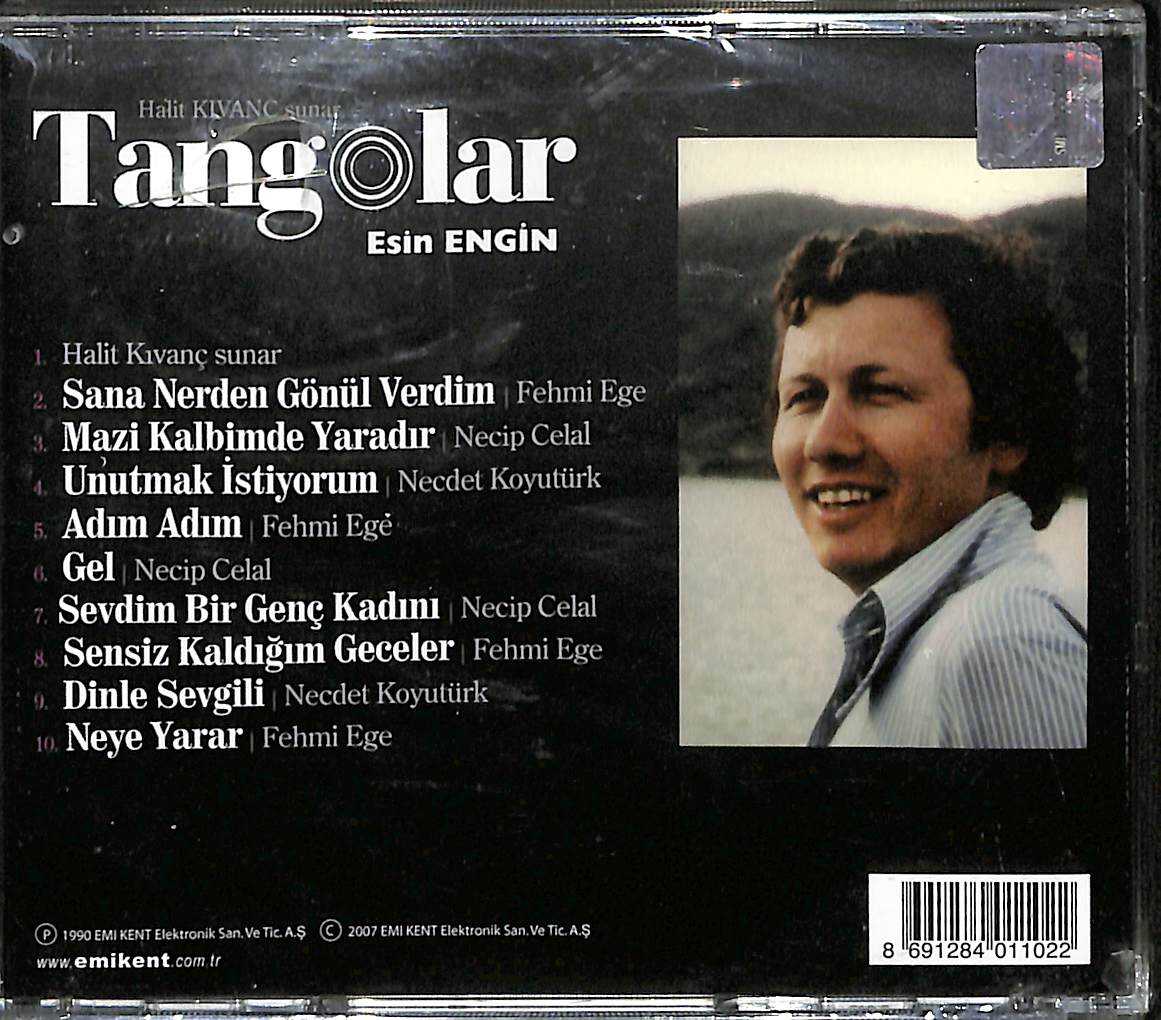 Halit KIVANÇ sunar
Tangolar
Esin ENGİN
1. Halit Kıvanç sunar
2. Sana Nerden Gönül Verdim | Fehmi Ege
3. Mazi Kalbimde Yaradır | Necip Celal
4. Unutmak İstiyorum | Necdet Koyutürk
5. Adım Adım | Fehmi Ege
6. Gel | Necip Celal
7. Sevdim Bir Genç Kadını | Necip Celal
8. Sensiz Kaldığım Geceler | Fehmi Ege
9. Dinle Sevgili | Necdet Koyutürk
10. Neye Yarar | Fehmi Ege
Ⓟ 1990 EMI KENT Elektronik San. Ve Tic. A.Ş © 2007 EMI KENT Elektronik San. Ve Tic. A.Ş
www.emikent.com.tr
8 691284 011022